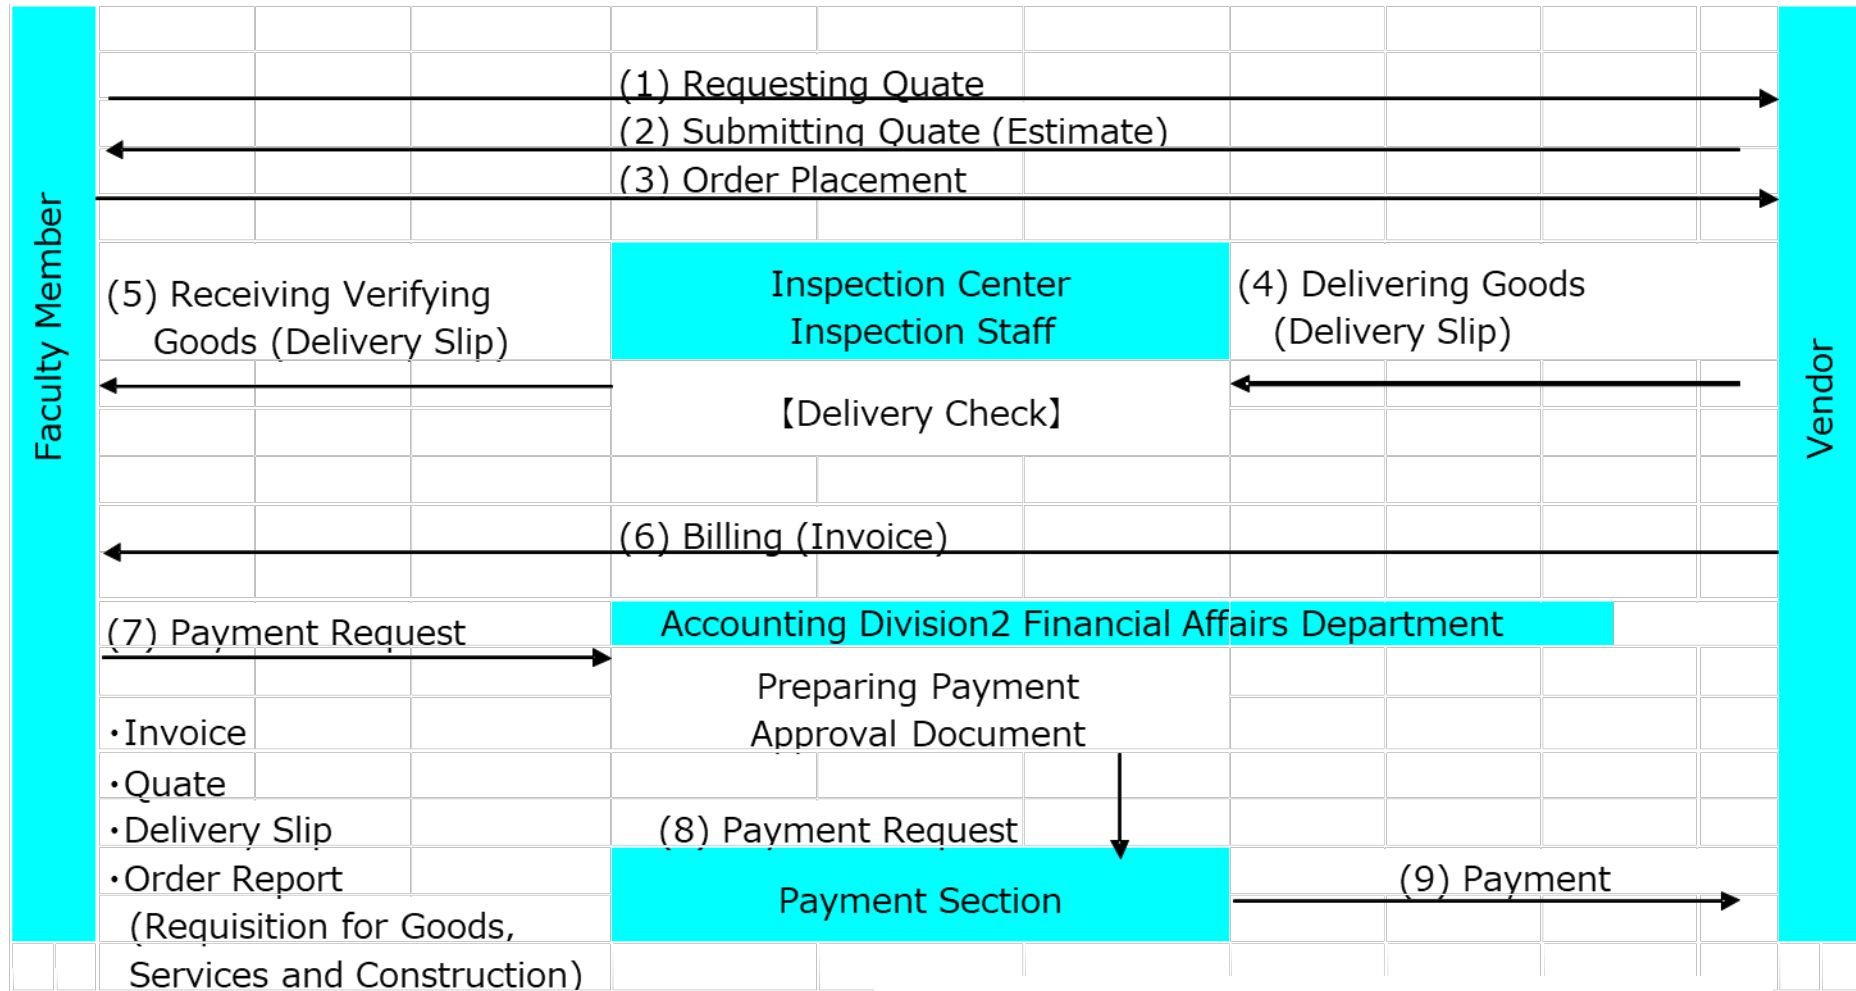 Faculty Member
(1) Requesting Quate
(2) Submitting Quate (Estimate)
(3) Order Placement
(5) Receiving Verifying
Goods (Delivery Slip)
Inspection Center
Inspection Staff
(4) Delivering Goods
(Delivery Slip)
【Delivery Check】
Vendor
(6) Billing (Invoice)
(7) Payment Request
Accounting Division2 Financial Affairs Department
Preparing Payment
Approval Document
・Invoice
・Quate
・Delivery Slip
・Order Report
(Requisition for Goods,
Services and Construction)
(8) Payment Request
Payment Section
(9) Payment